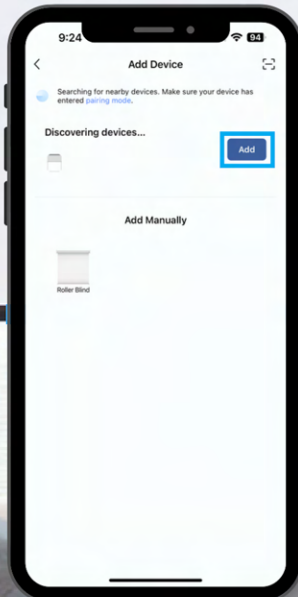 9:24
94
Add Device
Searching for nearby devices. Make sure your device has
entered pairing mode.
Discovering devices...
Add
Add Manually
Roller Blind